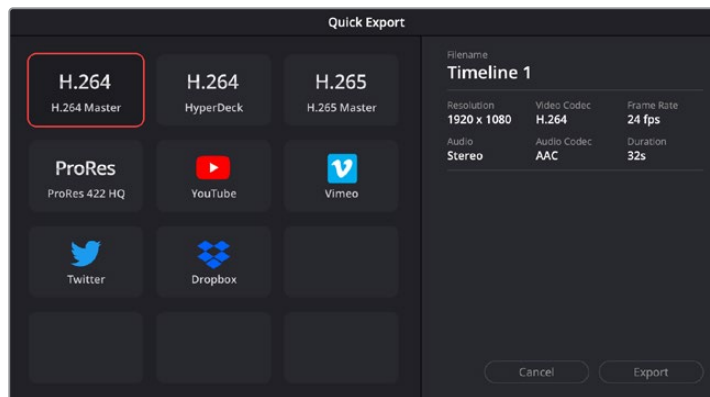 Quick Export
H.264
H.264 Master
H.264
HyperDeck
H.265
H.265 Master
ProRes
ProRes 422 HQ
YouTube
Vimeo
Twitter
Dropbox
Filename
Timeline 1
Resolution Video Codec Frame Rate
1920 x 1080 H.264 24 fps
Audio Audio Codec Duration
Stereo AAC 32s
Cancel Export